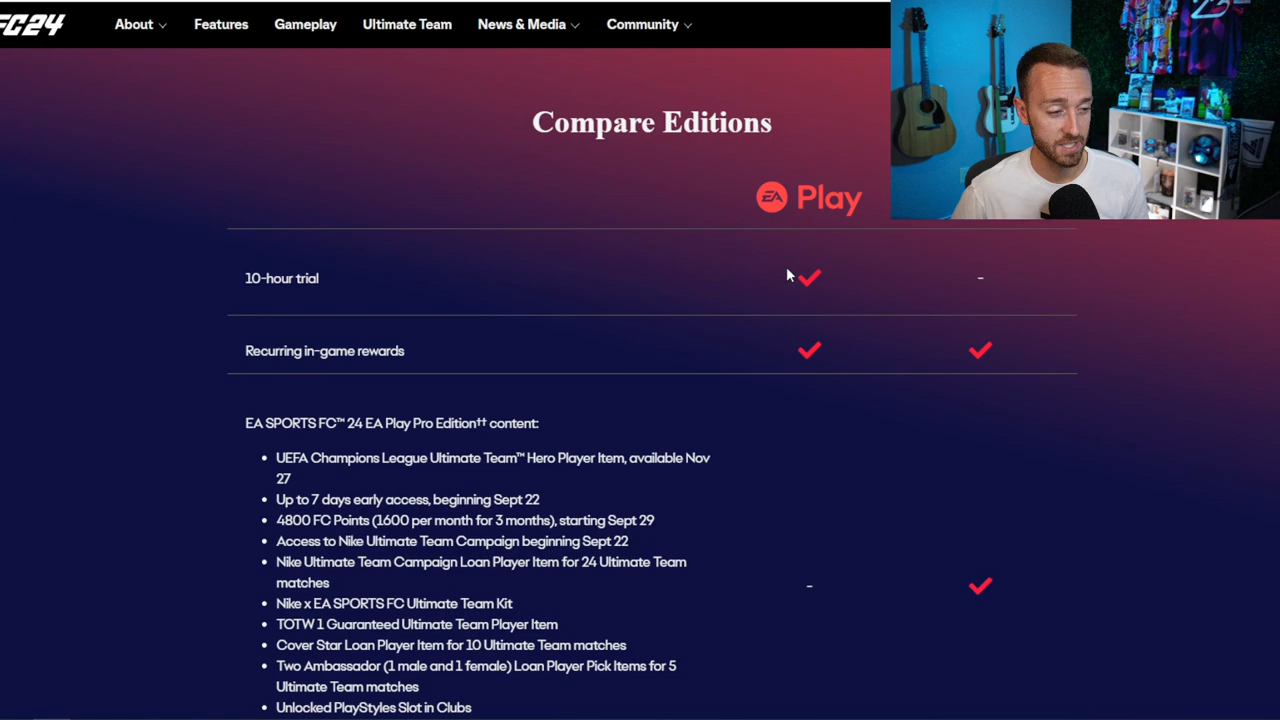 FC24
About
Features
Gameplay
Ultimate Team
News & Media
Community
Compare Editions
EA Play
10-hour trial
-
Recurring in-game rewards
EA SPORTS FC™ 24 EA Play Pro Edition†† content:
• UEFA Champions League Ultimate Team™ Hero Player Item, available Nov
27
• Up to 7 days early access, beginning Sept 22
• 4800 FC Points (1600 per month for 3 months), starting Sept 29
• Access to Nike Ultimate Team Campaign beginning Sept 22
• Nike Ultimate Team Campaign Loan Player Item for 24 Ultimate Team
matches
-
• Nike x EA SPORTS FC Ultimate Team Kit
• TOTW 1 Guaranteed Ultimate Team Player Item
• Cover Star Loan Player Item for 10 Ultimate Team matches
• Two Ambassador (1 male and 1 female) Loan Player Pick Items for 5
Ultimate Team matches
• Unlocked PlayStyles Slot in Clubs
23